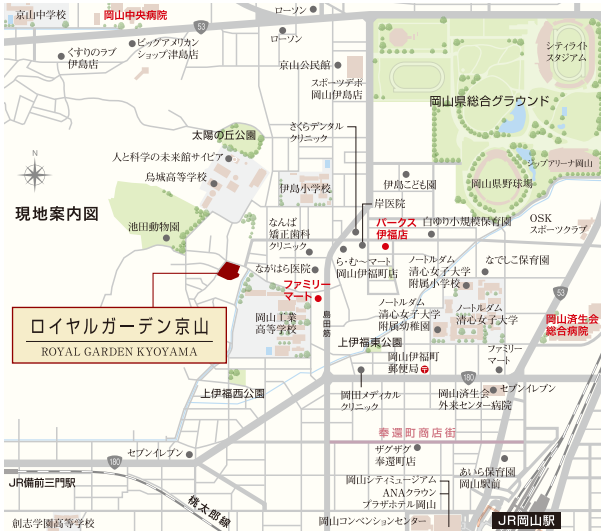 京山中学校
岡山中央病院
ローソン
53
ローソン
くすりのラブ
伊島店
ビッグアメリカン
ショップ津島店
京山公民館
スポーツデポ
岡山伊島店
シティライト
スタジアム
岡山県総合グラウンド
太陽の丘公園
さくらデンタル
クリニック
人と科学の未来館サイピア
烏城高等学校
ジップアリーナ岡山
岡山県野球場
伊島小学校
伊島こども園
岸医院
N
現地案内図
池田動物園
なんば
矯正歯科
クリニック
パークス
伊福店
白ゆり小規模保育園
OSK
スポーツクラブ
ながはら医院
ら・む～マート
岡山伊福町店
ノートルダム
清心女子大学
附属小学校
なでしこ保育園
ファミリー
マート
53
ロイヤルガーデン京山
ROYAL GARDEN KYOYAMA
岡山工業
高等学校
島田筋
ノートルダム
清心女子大学
附属幼稚園
ノートルダム
清心女子大学
岡山済生会
総合病院
上伊福東公園
岡山伊福町
郵便局
ファミリー
マート
180
上伊福西公園
岡田メディカル
クリニック
岡山済生会
外来センター病院
セブンイレブン
奉還町商店街
セブンイレブン
180
ザグザグ
奉還町店
JR備前三門駅
岡山シティミュージアム
あいら保育園
岡山駅前
ANAクラウン
プラザホテル岡山
桃太郎線
創志学園高等学校
岡山コンベンションセンター
JR岡山駅